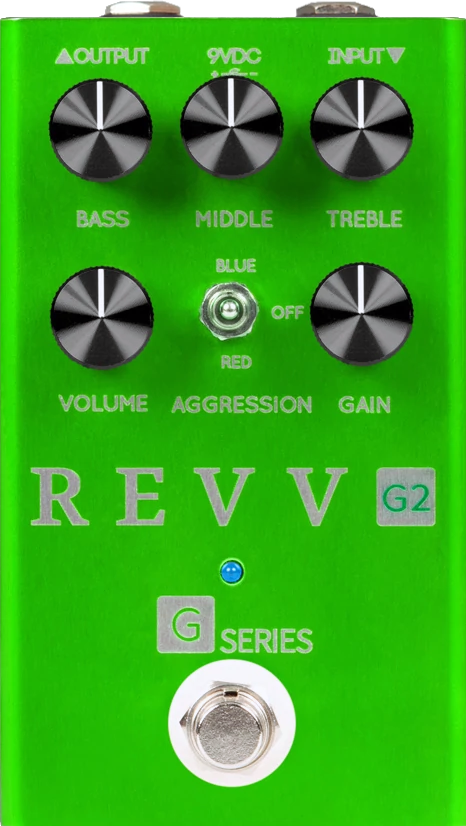 ▲OUTPUT 9VDC INPUT▼
BASS MIDDLE TREBLE
BLUE
OFF
RED
VOLUME AGGRESSION GAIN
REVV G2
G SERIES